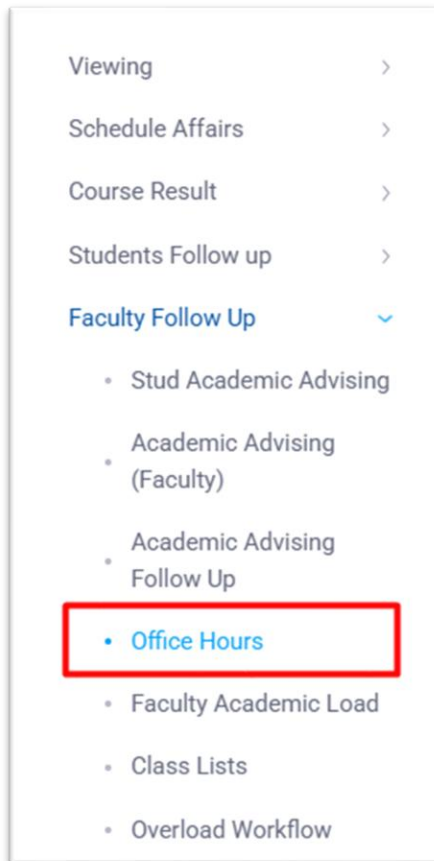 Viewing
Schedule Affairs
Course Result
Students Follow up
Faculty Follow Up
Stud Academic Advising
Academic Advising
(Faculty)
Academic Advising
Follow Up
Office Hours
Faculty Academic Load
Class Lists
Overload Workflow